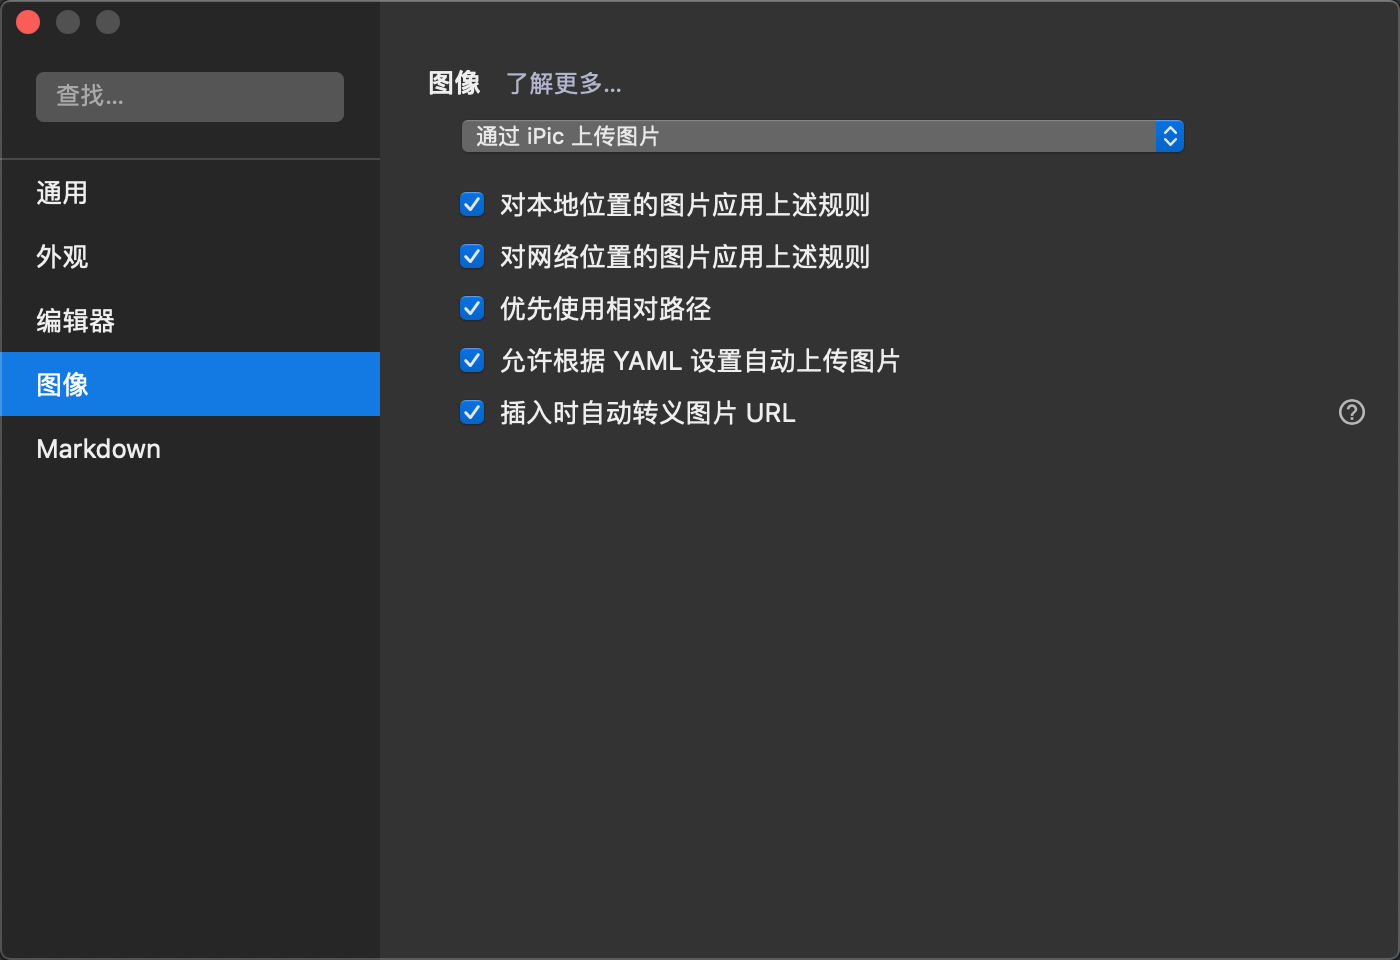 查找...
通用
外观
编辑器
图像
Markdown
图像 了解更多...
通过 iPic 上传图片
对本地位置的图片应用上述规则
对网络位置的图片应用上述规则
优先使用相对路径
允许根据 YAML 设置自动上传图片
插入时自动转义图片 URL
?